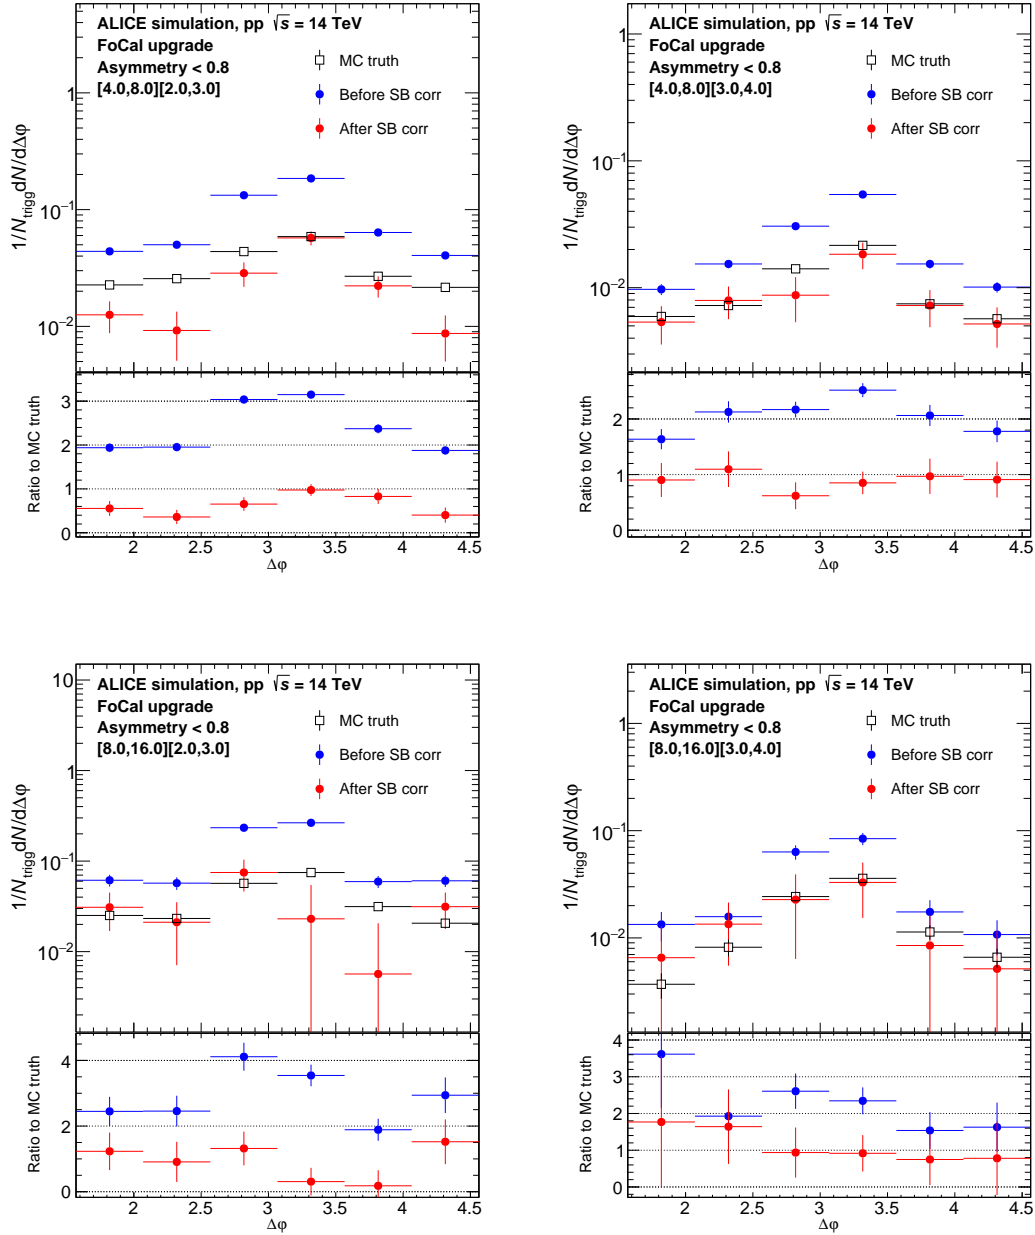 ALICE simulation, pp √s = 14 TeV
FoCal upgrade
Asymmetry < 0.8
[4.0,8.0][2.0,3.0]
MC truth
Before SB corr
After SB corr
1/N_trigg dN/dΔφ
1
10⁻¹
10⁻²
Ratio to MC truth
3
2
1
0
2 2.5 3 3.5 4 4.5
Δφ
ALICE simulation, pp √s = 14 TeV
FoCal upgrade
Asymmetry < 0.8
[4.0,8.0][3.0,4.0]
MC truth
Before SB corr
After SB corr
1/N_trigg dN/dΔφ
1
10⁻¹
10⁻²
Ratio to MC truth
2
1
0
2 2.5 3 3.5 4 4.5
Δφ
ALICE simulation, pp √s = 14 TeV
FoCal upgrade
Asymmetry < 0.8
[8.0,16.0][2.0,3.0]
MC truth
Before SB corr
After SB corr
1/N_trigg dN/dΔφ
10
1
10⁻¹
10⁻²
Ratio to MC truth
4
2
0
2 2.5 3 3.5 4 4.5
Δφ
ALICE simulation, pp √s = 14 TeV
FoCal upgrade
Asymmetry < 0.8
[8.0,16.0][3.0,4.0]
MC truth
Before SB corr
After SB corr
1/N_trigg dN/dΔφ
1
10⁻¹
10⁻²
Ratio to MC truth
4
3
2
1
0
2 2.5 3 3.5 4 4.5
Δφ